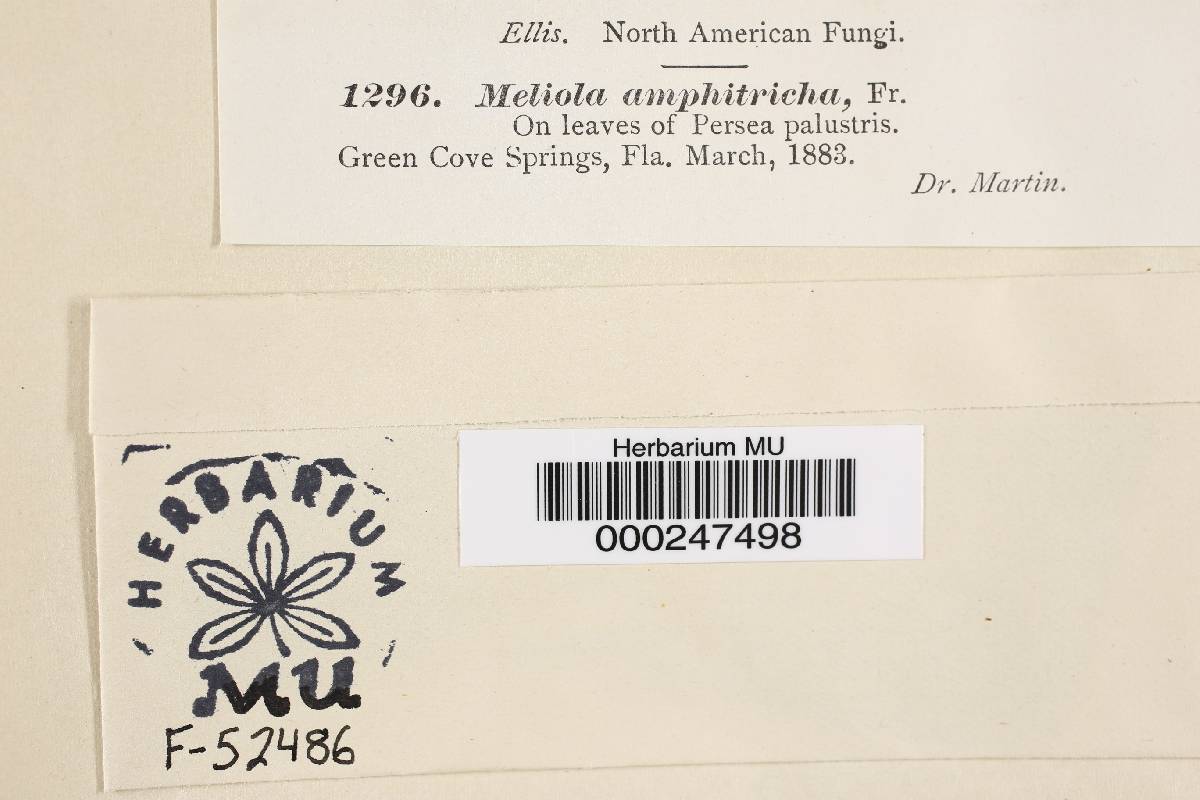 Ellis. North American Fungi.
1296. Meliola amphitricha, Fr.
On leaves of Persea palustris.
Green Cove Springs, Fla. March, 1883.
Dr. Martin.
Herbarium MU
000247498
HERBARIUM
MU
F-52486